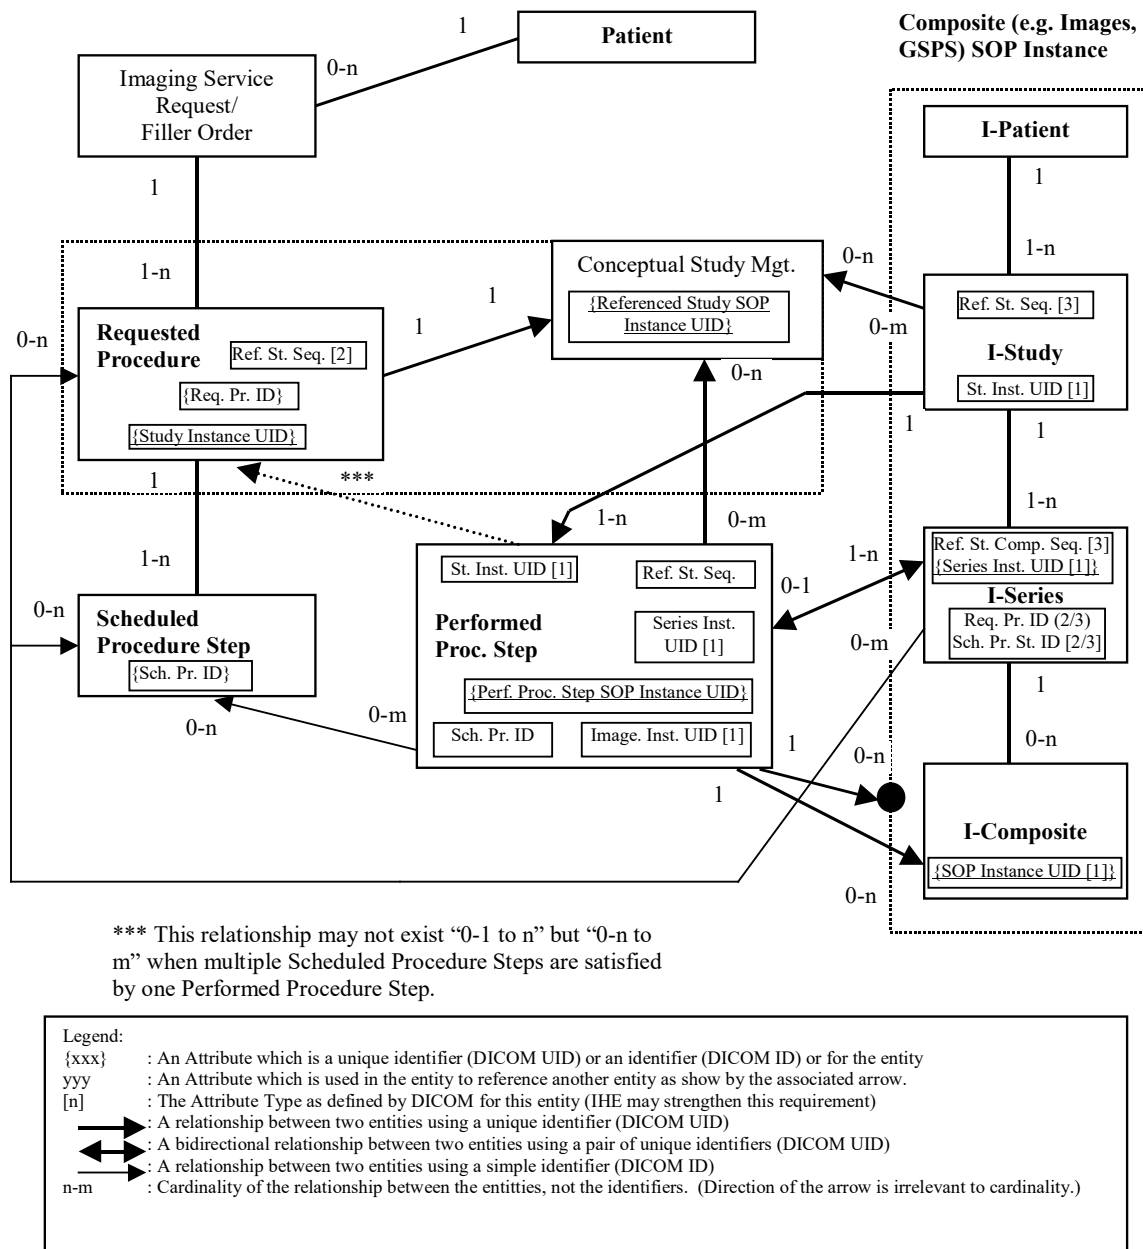 Composite (e.g. Images,
GSPS) SOP Instance
Patient
1
0-n
Imaging Service
Request/
Filler Order
I-Patient
1
1
1-n
1-n
Conceptual Study Mgt.
{Referenced Study SOP
Instance UID}
0-n
0-m
Ref. St. Seq. [3]
I-Study
St. Inst. UID [1]
1
1
0-n
Requested
Procedure
Ref. St. Seq. [2]
{Req. Pr. ID}
{Study Instance UID}
1
1
0-n
1
***
1-n
0-m
1-n
1-n
St. Inst. UID [1]
Ref. St. Seq.
Performed
Proc. Step
Series Inst.
UID [1]
{Perf. Proc. Step SOP Instance UID}
Sch. Pr. ID
Image. Inst. UID [1]
1-n
0-1
0-m
Ref. St. Comp. Seq. [3]
{Series Inst. UID [1]}
I-Series
Req. Pr. ID (2/3)
Sch. Pr. St. ID [2/3]
0-n
Scheduled
Procedure Step
{Sch. Pr. ID}
0-n
0-m
1
0-n
1
0-n
1
0-n
I-Composite
{SOP Instance UID [1]}
*** This relationship may not exist “0-1 to n” but “0-n to
m” when multiple Scheduled Procedure Steps are satisfied
by one Performed Procedure Step.
Legend:
{xxx} : An Attribute which is a unique identifier (DICOM UID) or an identifier (DICOM ID) or for the entity
yyy : An Attribute which is used in the entity to reference another entity as show by the associated arrow.
[n] : The Attribute Type as defined by DICOM for this entity (IHE may strengthen this requirement)
: A relationship between two entities using a unique identifier (DICOM UID)
: A bidirectional relationship between two entities using a pair of unique identifiers (DICOM UID)
: A relationship between two entities using a simple identifier (DICOM ID)
n-m : Cardinality of the relationship between the entitties, not the identifiers. (Direction of the arrow is irrelevant to cardinality.)